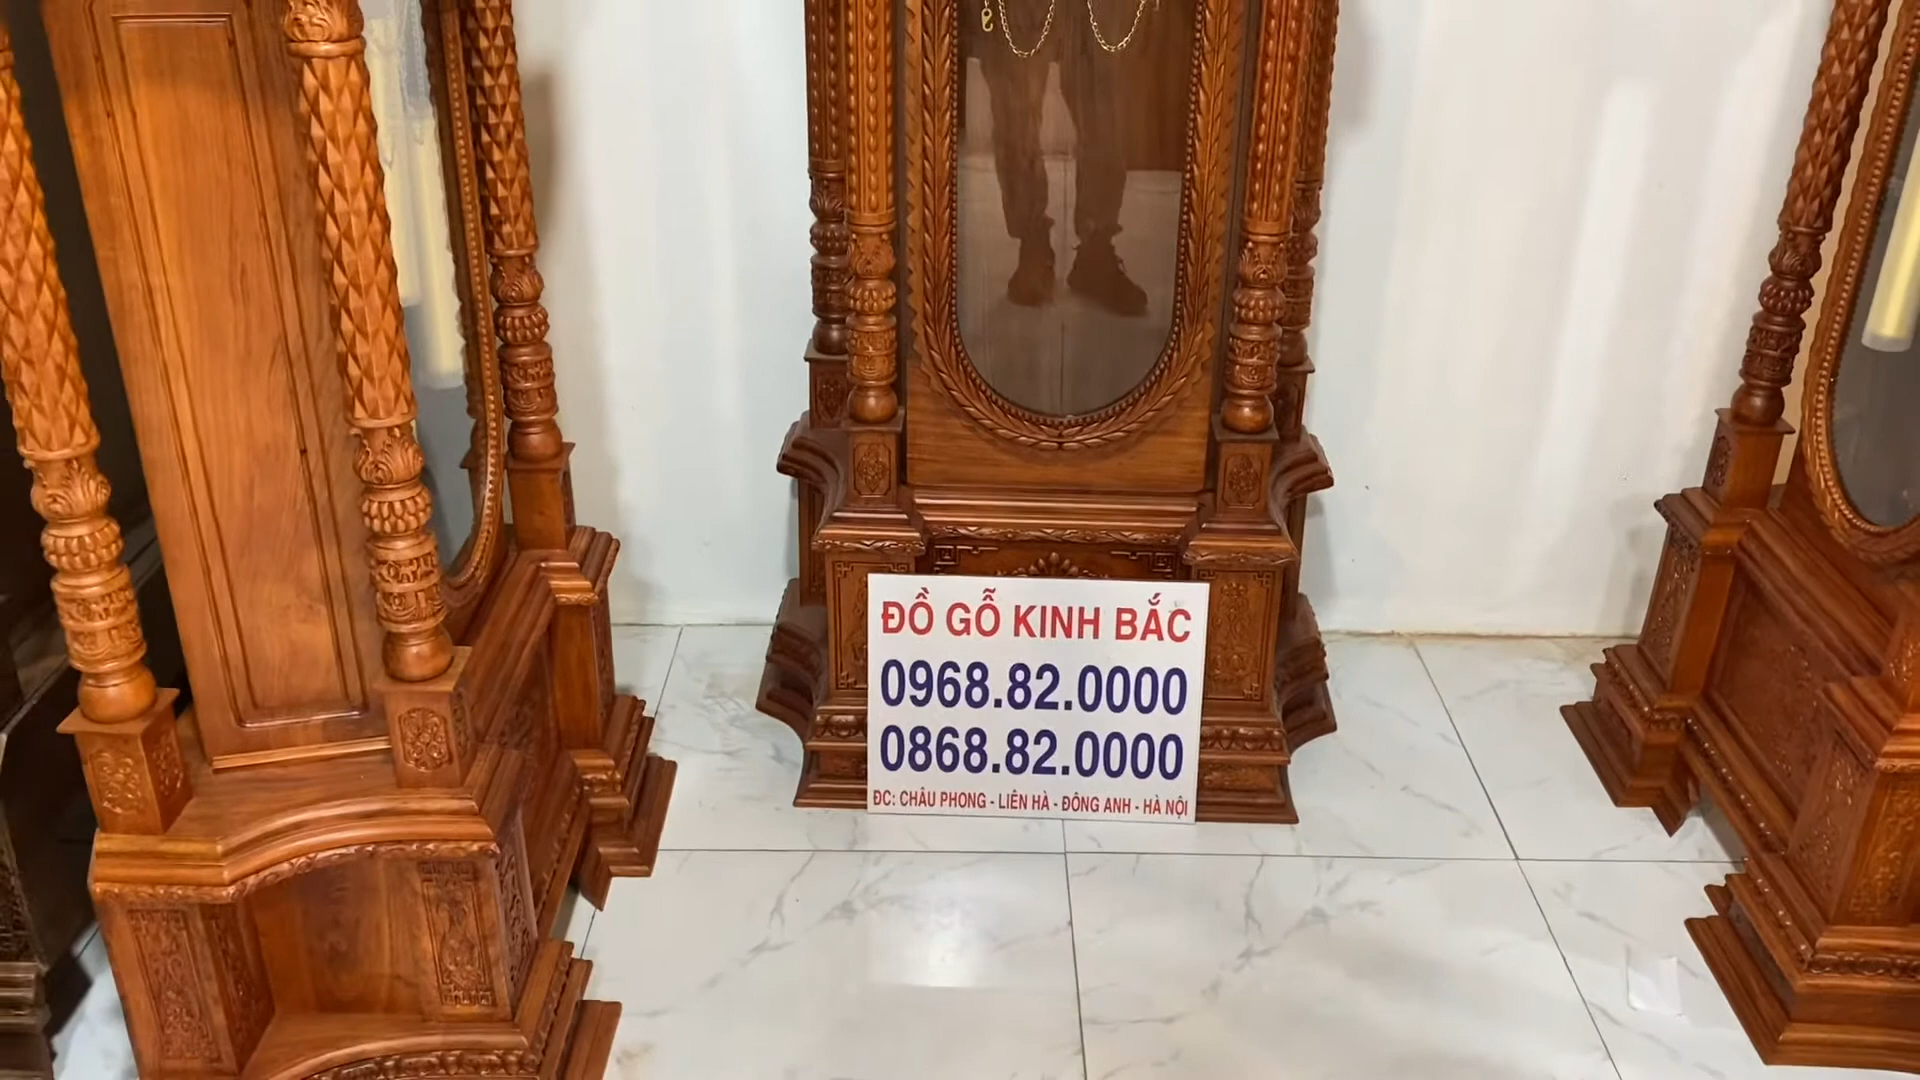 ĐỒ GỖ KINH BẮC
0968.82.0000
0868.82.0000
ĐC: CHÂU PHONG - LIÊN HÀ - ĐÔNG ANH - HÀ NỘI